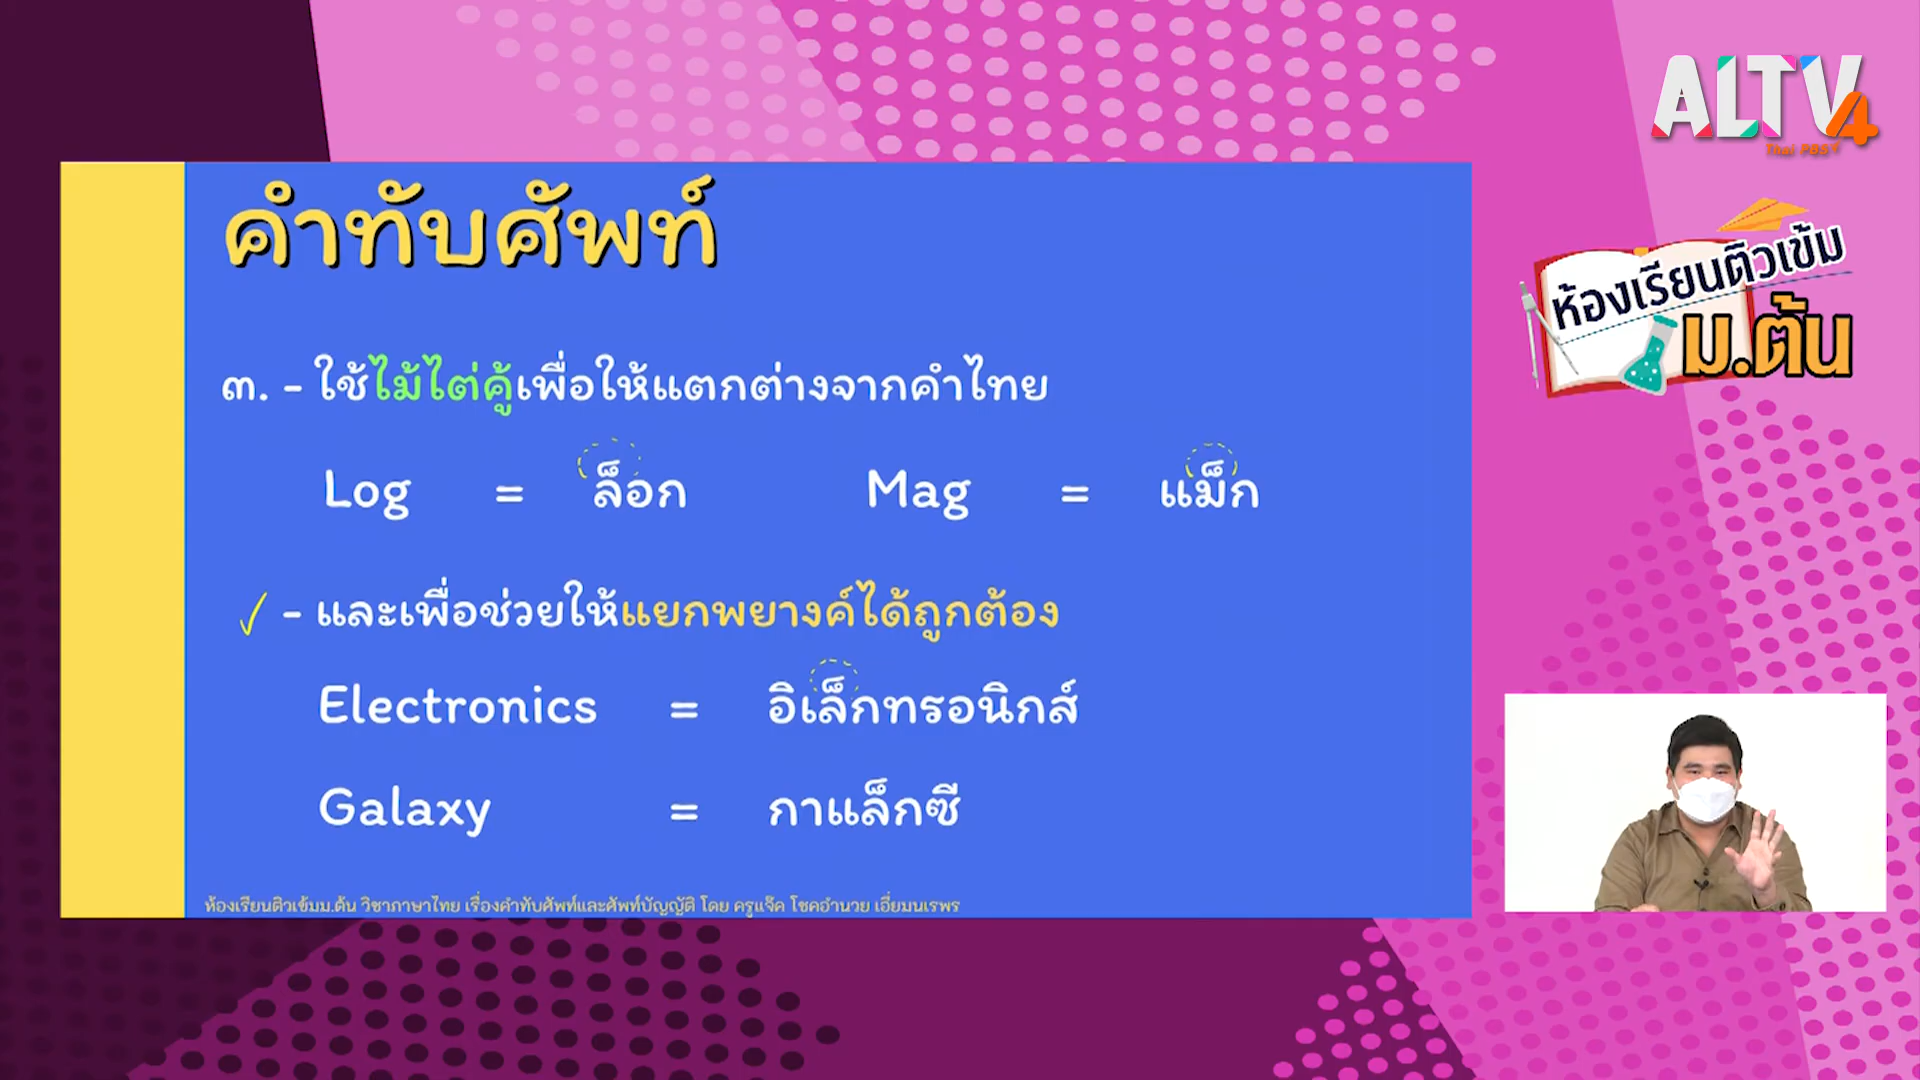 ALTV4
Thai PBS
ห้องเรียนติวเข้ม
ม.ต้น
คำทับศัพท์
๓. - ใช้ไม้ไต่คู้เพื่อให้แตกต่างจากคำไทย
Log = ล็อก Mag = แม็ก
- และเพื่อช่วยให้แยกพยางค์ได้ถูกต้อง
Electronics = อิเล็กทรอนิกส์
Galaxy = กาแล็กซี
ห้องเรียนติวเข้มม.ต้น วิชาภาษาไทย เรื่องคำทับศัพท์และศัพท์บัญญัติ โดย ครูแจ็ค โชคอำนวย เอี่ยมนเรพร